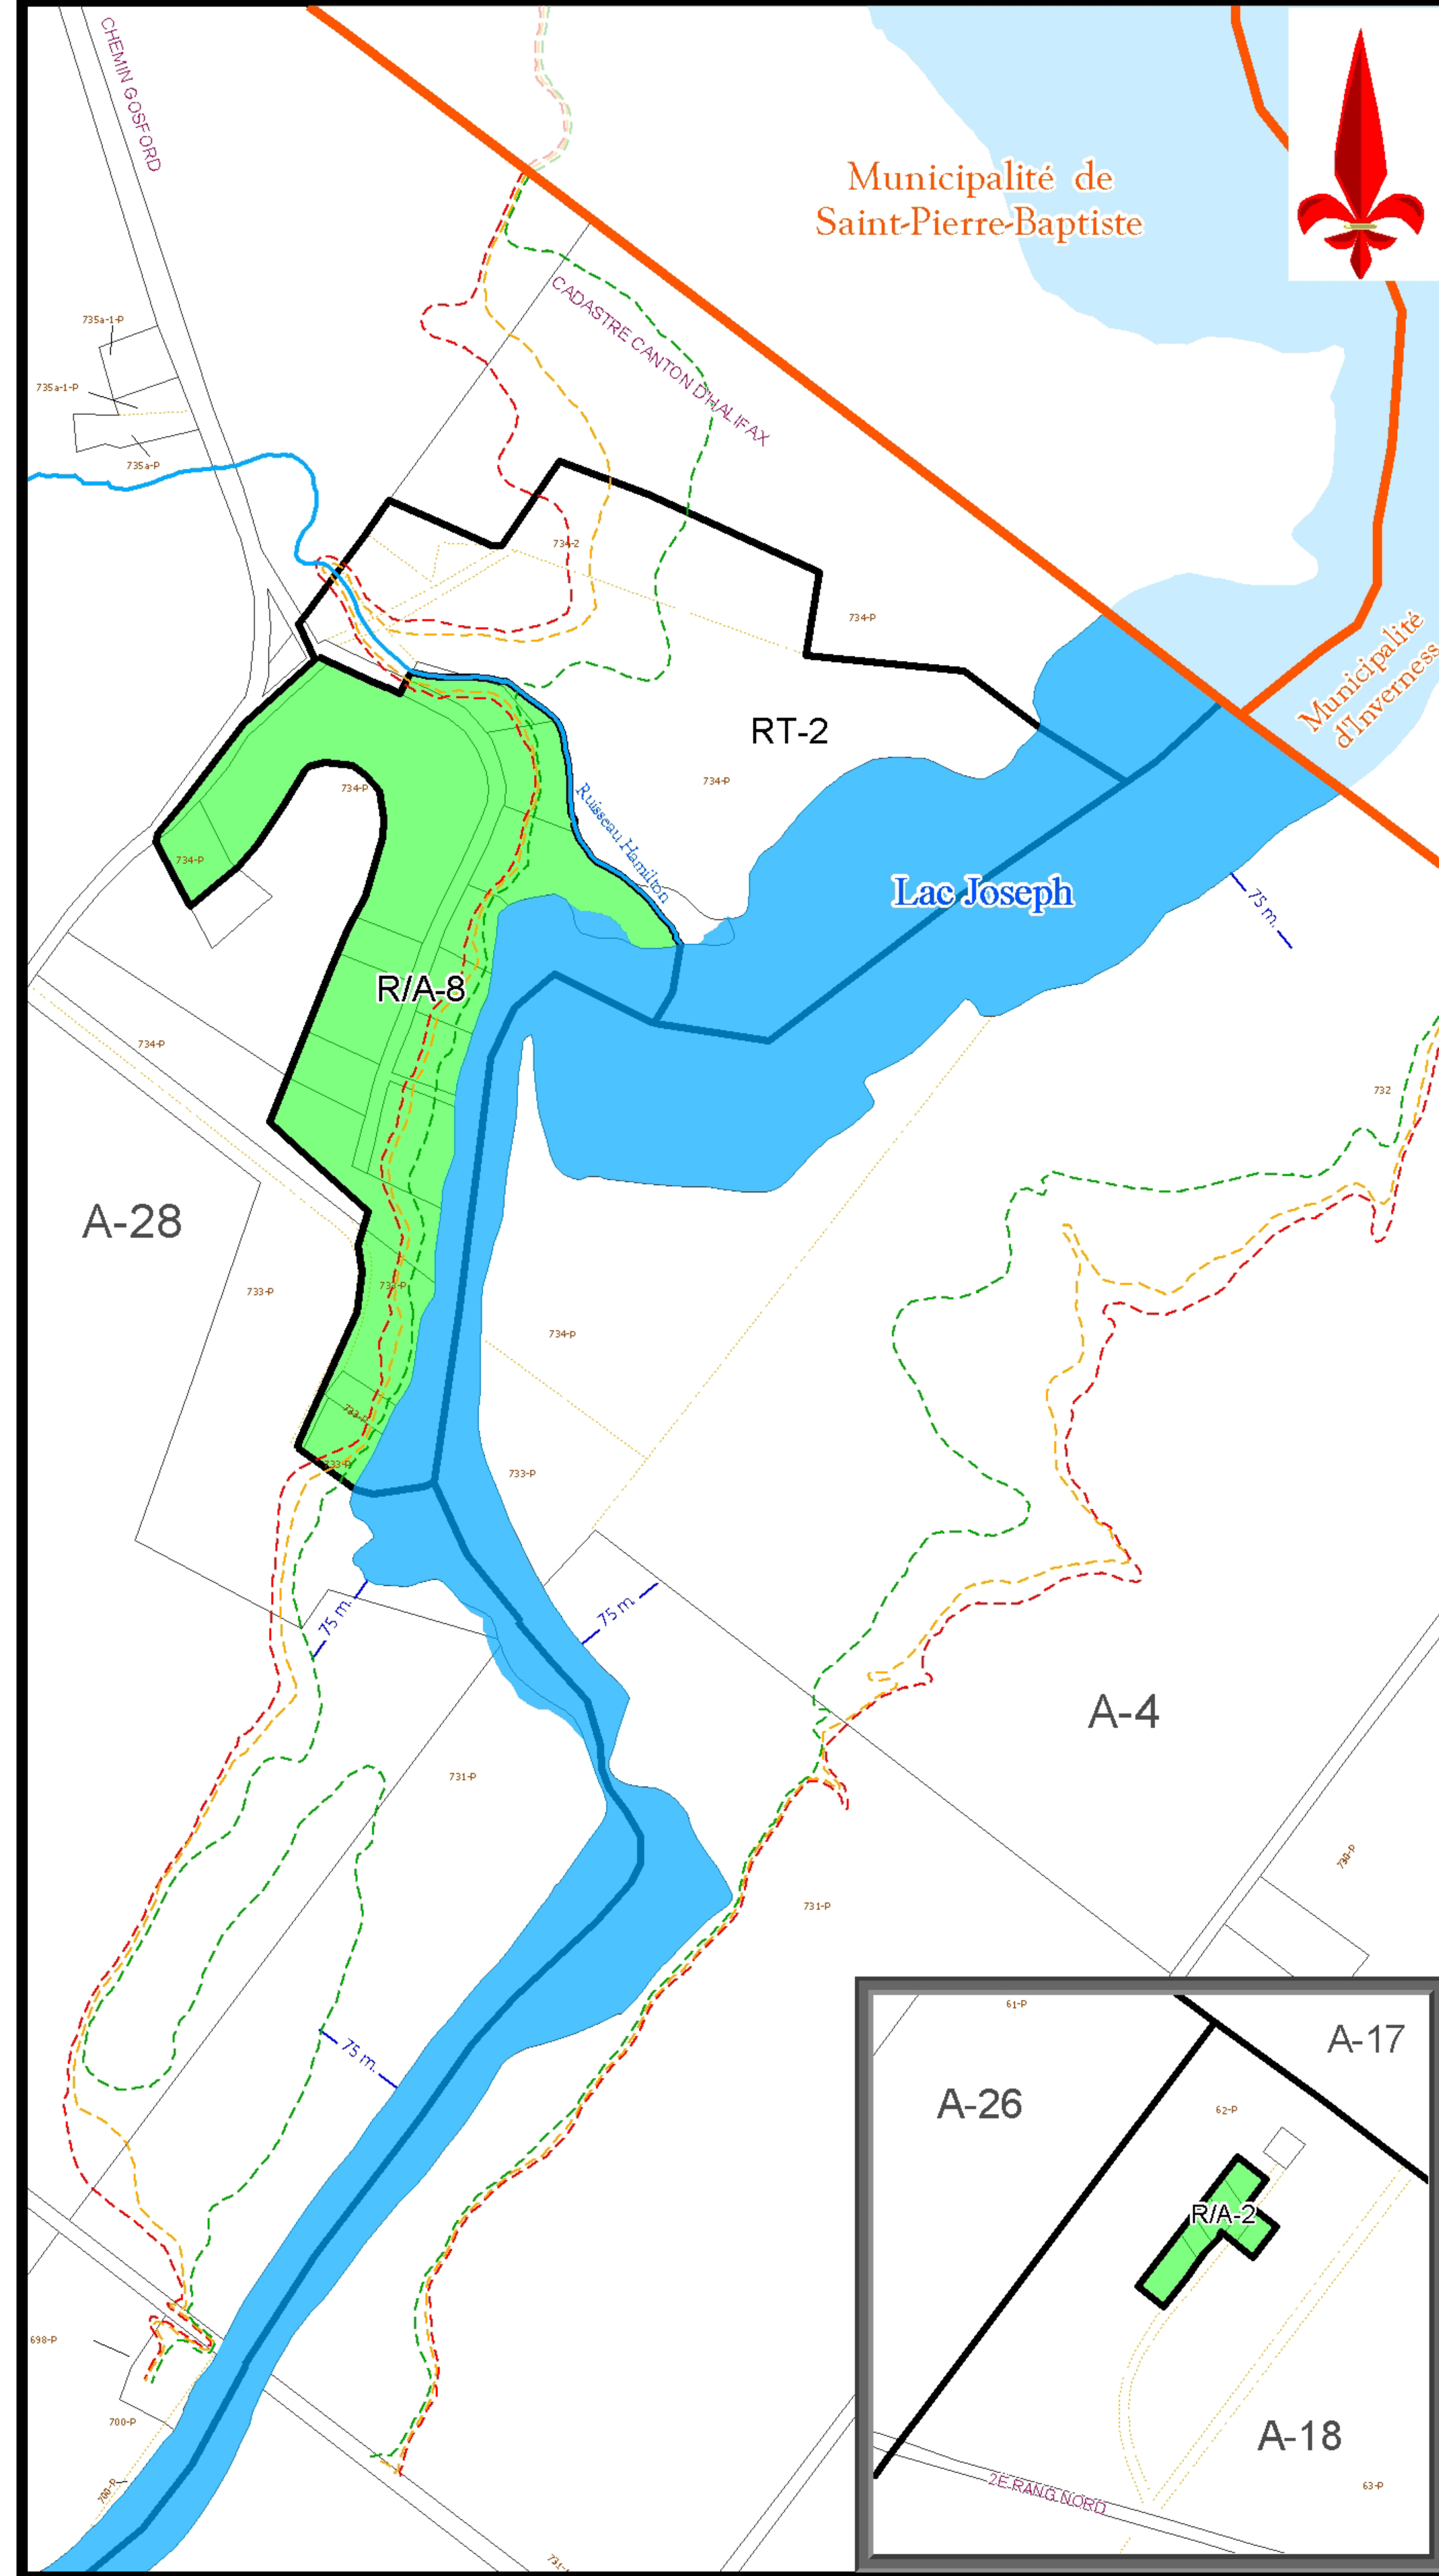 CHEMIN GOSFORD
Municipalité de
Saint-Pierre-Baptiste
CADASTRE CANTON D'HALIFAX
735a-1-P
735a-1-P
735a-P
734-2
734-P
Municipalité
d'Inverness
RT-2
734-P
734-P
Ruisseau Hamilton
734-P
Lac Joseph
75 m.
R/A-8
734-P
732
A-28
733-P
733-P
734-P
733-P
733-P
733-P
75 m.
75 m.
A-4
731-P
730-P
731-P
75 m.
61-P
A-17
A-26
62-P
R/A-2
698-P
700-P
A-18
700-P
2E RANG NORD
63-P